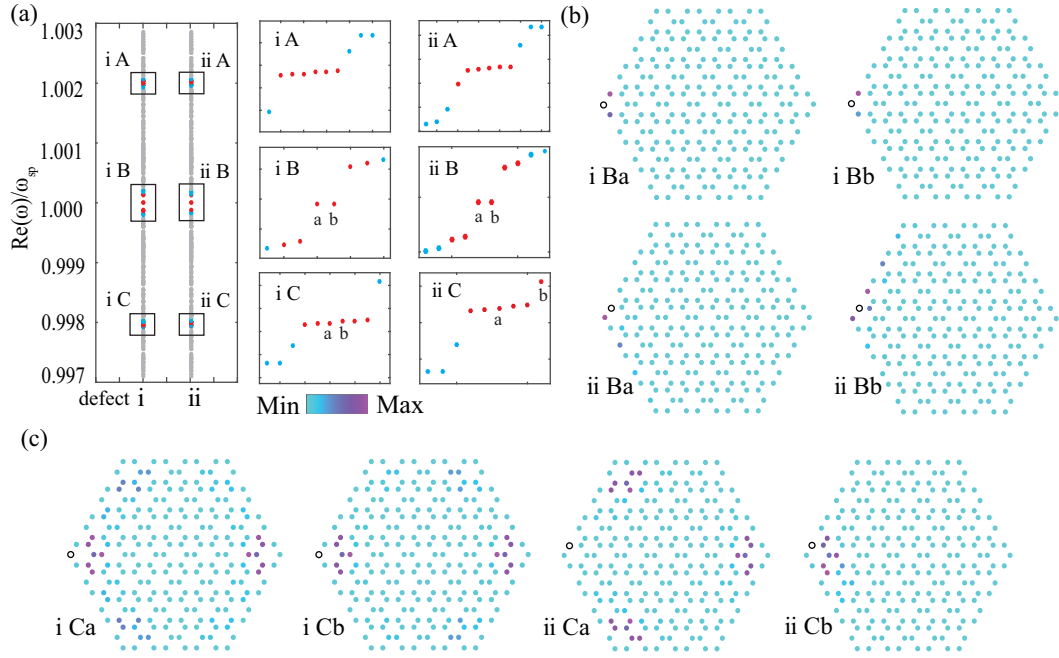 (a)
Re(ω)/ω_sp
1.003
1.002
1.001
1.000
0.999
0.998
0.997
i A
ii A
i B
ii B
i C
ii C
defect i ii
i A
ii A
i B
a b
ii B
a b
i C
a b
ii C
a
b
Min Max
(b)
i Ba
i Bb
ii Ba
ii Bb
(c)
i Ca
i Cb
ii Ca
ii Cb